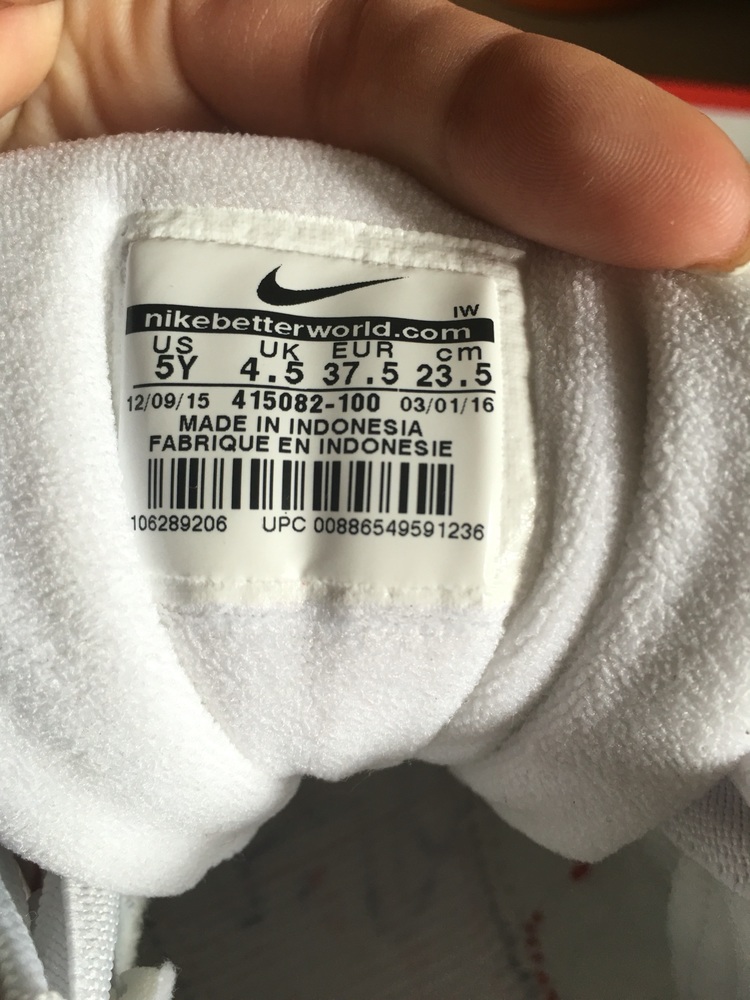 IW
nikebetterworld.com
US UK EUR cm
5Y 4.5 37.5 23.5
12/09/15 415082-100 03/01/16
MADE IN INDONESIA
FABRIQUE EN INDONESIE
106289206 UPC 00886549591236